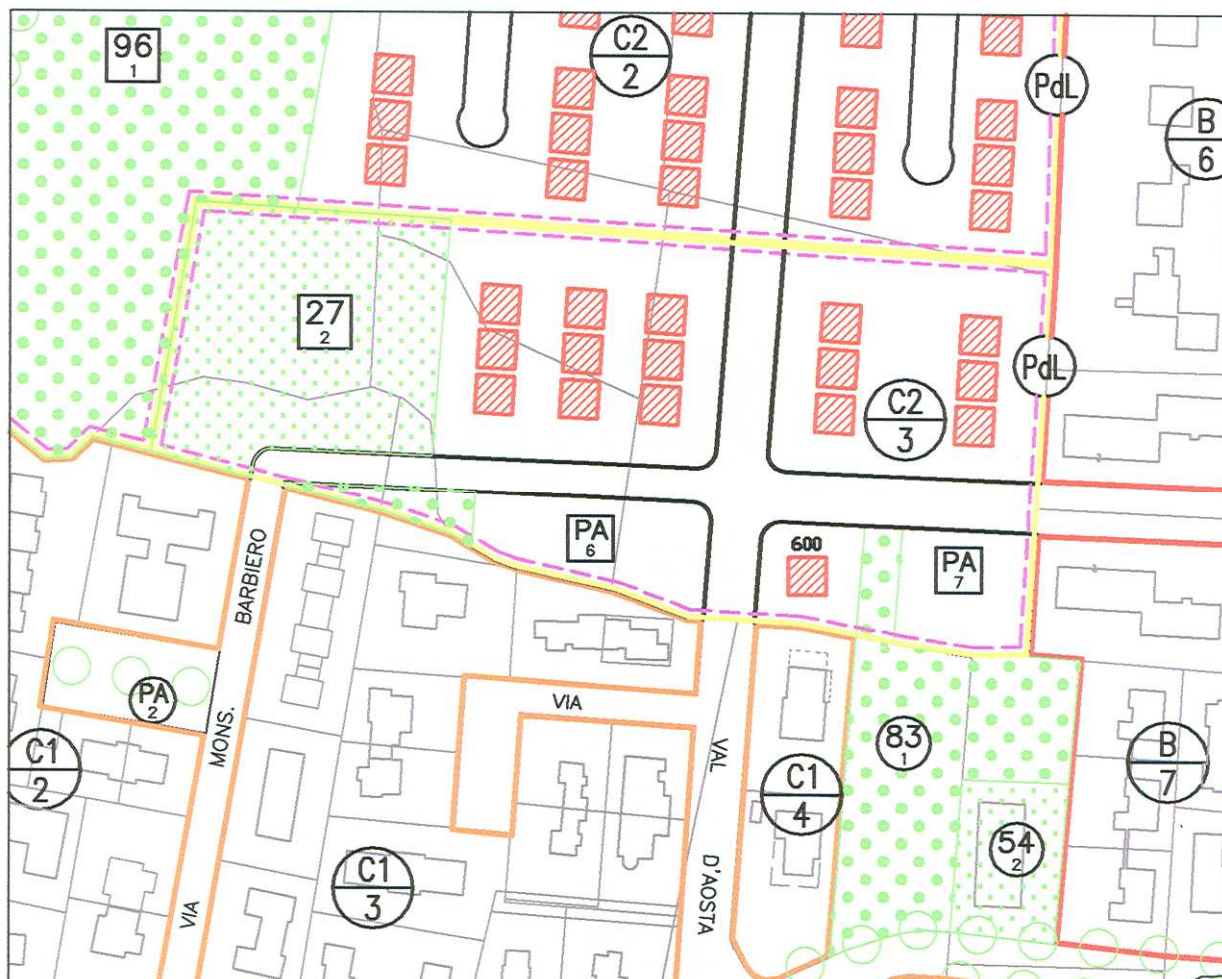 96
1
C2
2
PdL
B
6
27
2
PdL
C2
3
PA
6
600
PA
7
BARBIERO
MONS.
VIA
PA
2
C1
2
VIA
VAL
D'AOSTA
83
1
C1
4
B
7
54
2
C1
3